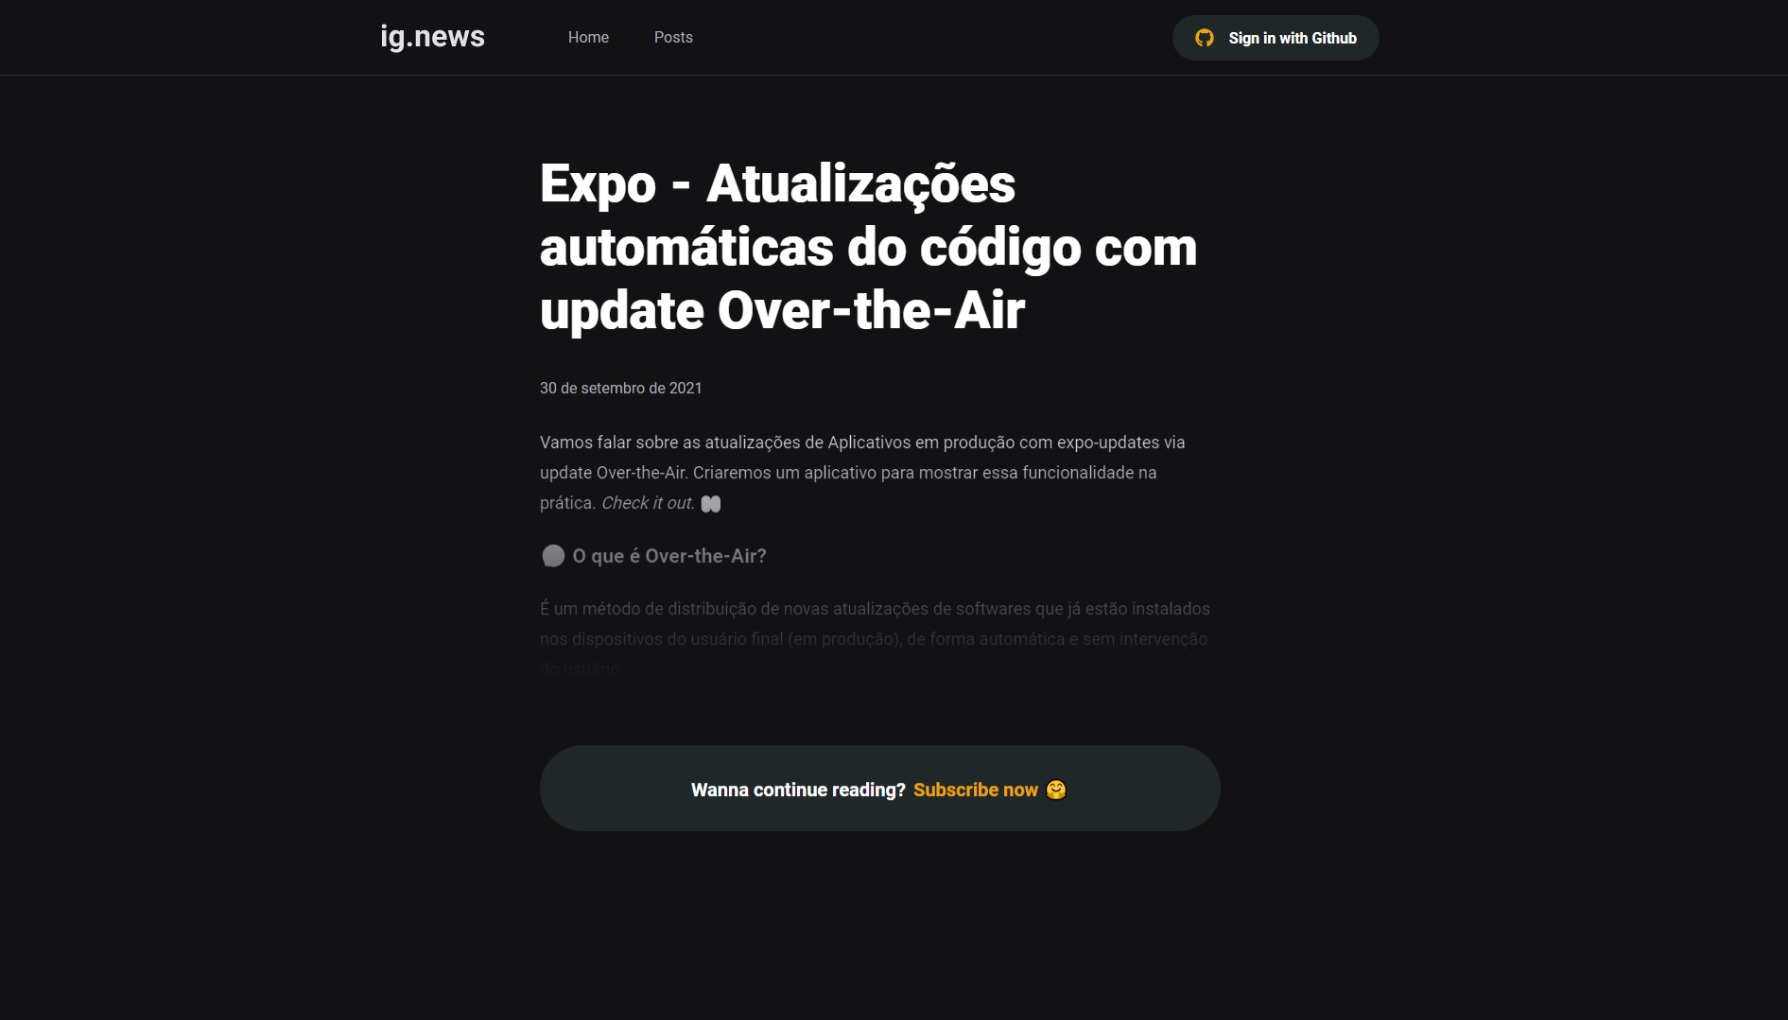 ig.news
Home
Posts
Sign in with Github
Expo - Atualizações
automáticas do código com
update Over-the-Air
30 de setembro de 2021
Vamos falar sobre as atualizações de Aplicativos em produção com expo-updates via
update Over-the-Air. Criaremos um aplicativo para mostrar essa funcionalidade na
prática. Check it out.
O que é Over-the-Air?
É um método de distribuição de novas atualizações de softwares que já estão instalados
nos dispositivos do usuário final (em produção), de forma automática e sem intervenção
do usuário.
Wanna continue reading? Subscribe now 🤗